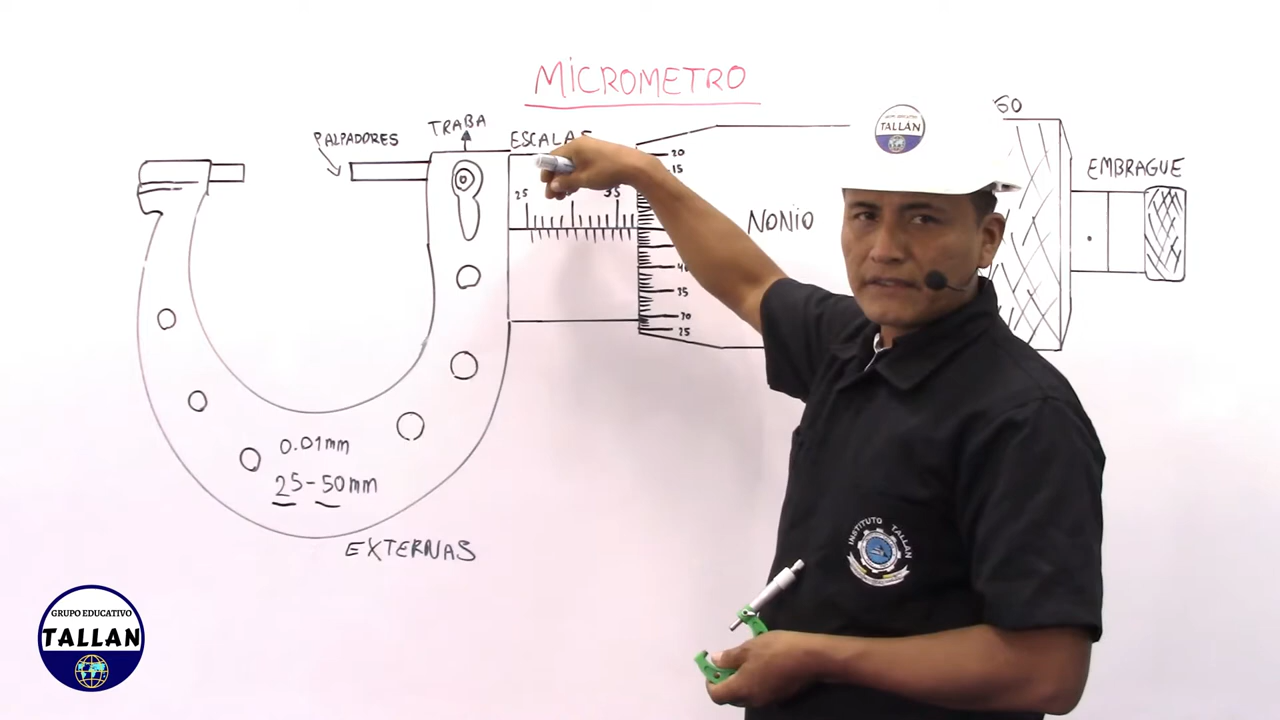 MICROMETRO
PALPADORES
TRABA
ESCALAS
25
35
20
15
40
35
30
25
NONIO
50
EMBRAGUE
0.01mm
25-50mm
EXTERNAS
GRUPO EDUCATIVO
TALLAN
TALLAN
INSTITUTO TALLAN